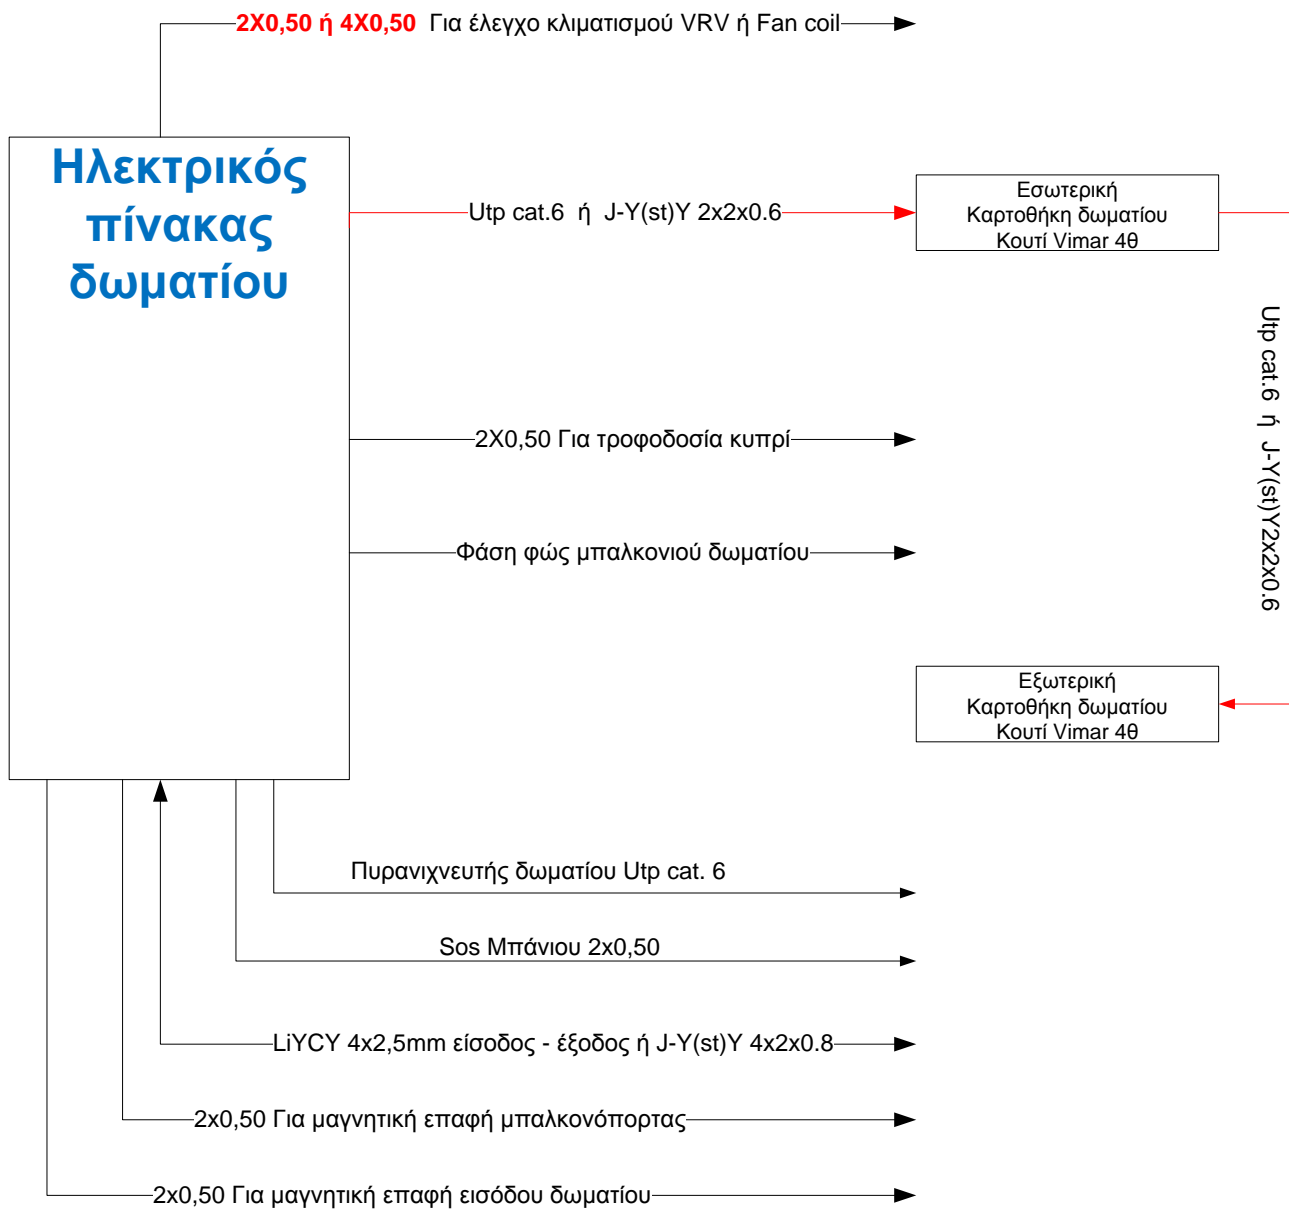 2X0,50 ή 4X0,50 Για έλεγχο κλιματισμού VRV ή Fan coil
Ηλεκτρικός
πίνακας
δωματίου
Utp cat.6 ή J-Y(st)Y 2x2x0.6
Εσωτερική
Καρτοθήκη δωματίου
Κουτί Vimar 4θ
Utp cat.6 ή J-Y(st)Y2x2x0.6
2X0,50 Για τροφοδοσία κυπρί
Φάση φώς μπαλκονιού δωματίου
Εξωτερική
Καρτοθήκη δωματίου
Κουτί Vimar 4θ
Πυρανιχνευτής δωματίου Utp cat. 6
Sos Μπάνιου 2x0,50
LiYCY 4x2,5mm είσοδος - έξοδος ή J-Y(st)Y 4x2x0.8
2x0,50 Για μαγνητική επαφή μπαλκονόπορτας
2x0,50 Για μαγνητική επαφή εισόδου δωματίου